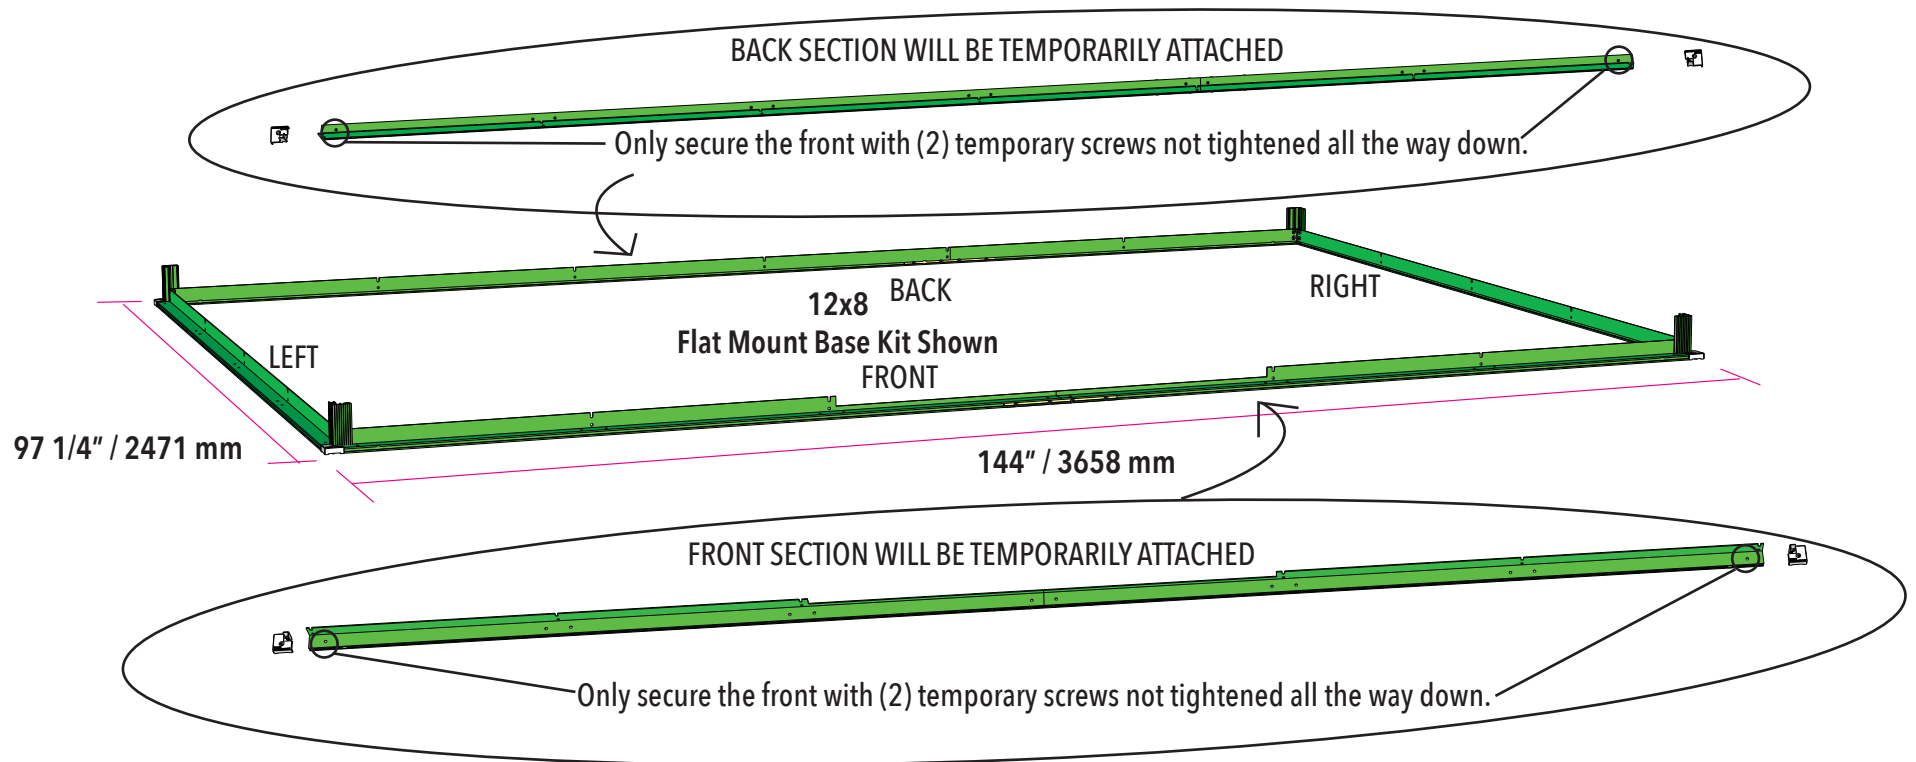 BACK SECTION WILL BE TEMPORARILY ATTACHED
Only secure the front with (2) temporary screws not tightened all the way down.
BACK
RIGHT
12x8
Flat Mount Base Kit Shown
LEFT
FRONT
97 1/4” / 2471 mm
144” / 3658 mm
FRONT SECTION WILL BE TEMPORARILY ATTACHED
Only secure the front with (2) temporary screws not tightened all the way down.